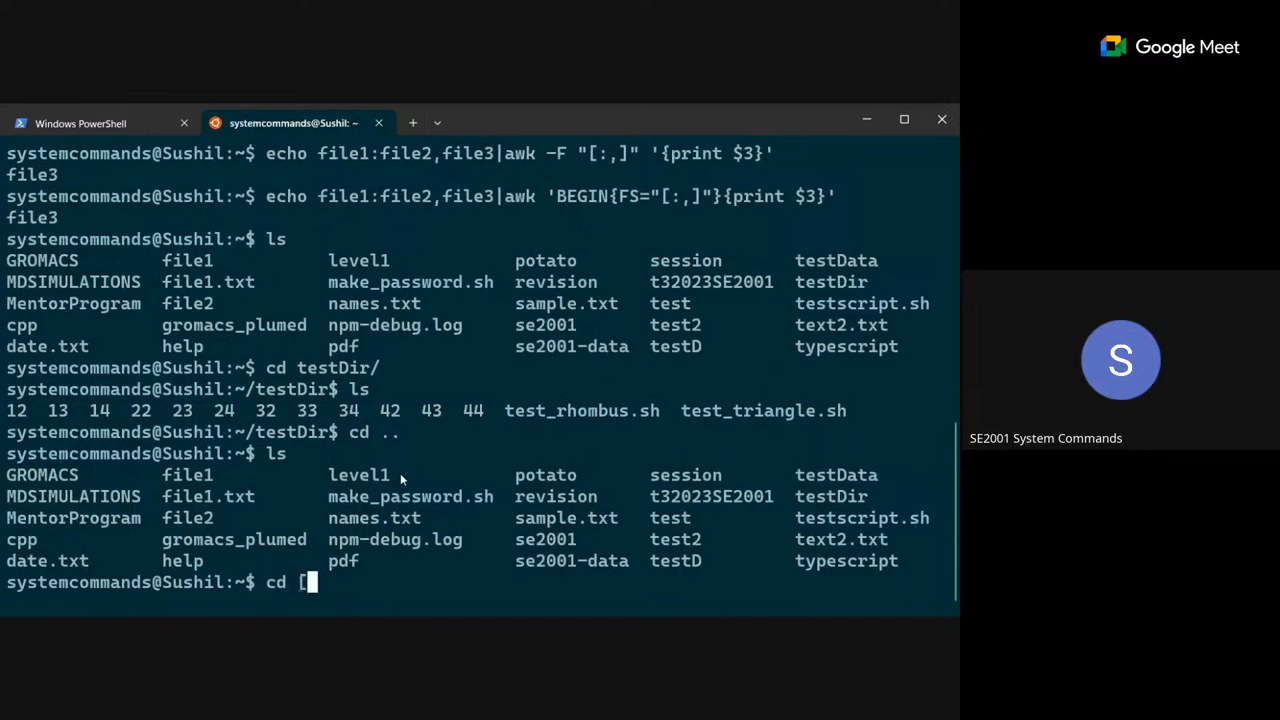 Google Meet
Windows PowerShell
systemcommands@Sushil: ~
systemcommands@Sushil:~$ echo file1:file2,file3|awk -F "[:,]" '{print $3}'
file3
systemcommands@Sushil:~$ echo file1:file2,file3|awk 'BEGIN{FS="[:,]"}{print $3}'
file3
systemcommands@Sushil:~$ ls
GROMACS file1 level1 potato session testData
MDSIMULATIONS file1.txt make_password.sh revision t32023SE2001 testDir
MentorProgram file2 names.txt sample.txt test testscript.sh
cpp gromacs_plumed npm-debug.log se2001 test2 text2.txt
date.txt help pdf se2001-data testD typescript
systemcommands@Sushil:~$ cd testDir/
systemcommands@Sushil:~/testDir$ ls
12 13 14 22 23 24 32 33 34 42 43 44 test_rhombus.sh test_triangle.sh
systemcommands@Sushil:~/testDir$ cd ..
systemcommands@Sushil:~$ ls
GROMACS file1 level1 potato session testData
MDSIMULATIONS file1.txt make_password.sh revision t32023SE2001 testDir
MentorProgram file2 names.txt sample.txt test testscript.sh
cpp gromacs_plumed npm-debug.log se2001 test2 text2.txt
date.txt help pdf se2001-data testD typescript
systemcommands@Sushil:~$ cd [
S
SE2001 System Commands